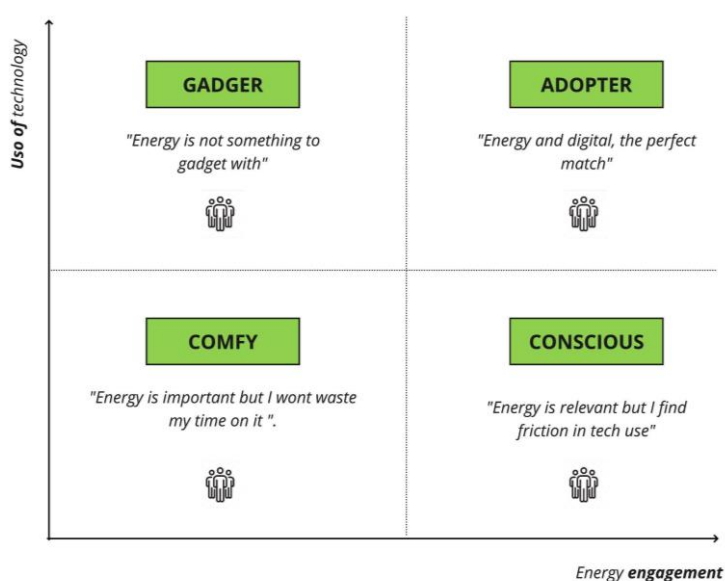 Uso of technology
GADGER
"Energy is not something to
gadget with"
ADOPTER
"Energy and digital, the perfect
match"
COMFY
"Energy is important but I wont waste
my time on it ".
CONSCIOUS
"Energy is relevant but I find
friction in tech use"
Energy engagement